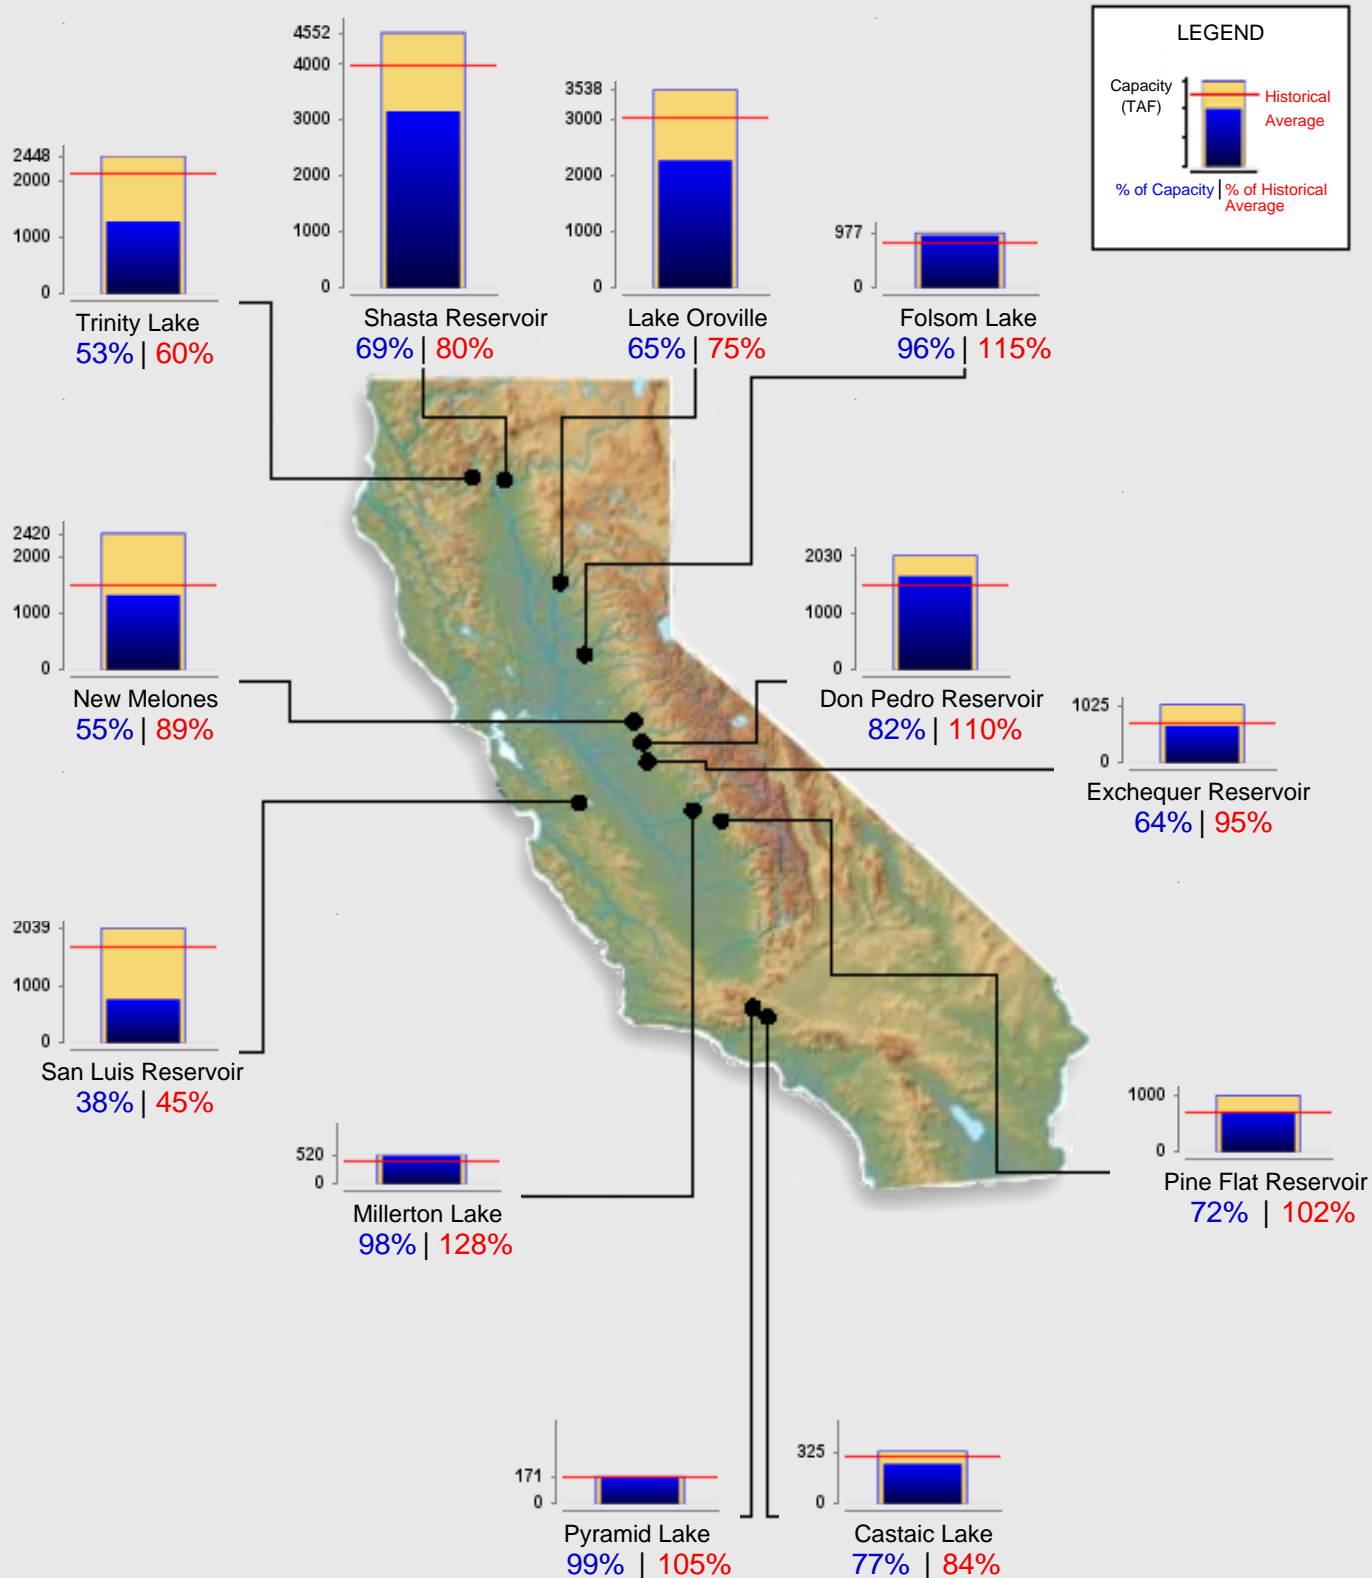 LEGEND
Capacity
(TAF)
Historical
Average
% of Capacity | % of Historical
Average
4552
4000
3000
2000
1000
0
Shasta Reservoir
69% | 80%
3538
3000
2000
1000
0
Lake Oroville
65% | 75%
2448
2000
1000
0
Trinity Lake
53% | 60%
977
0
Folsom Lake
96% | 115%
2420
2000
1000
0
New Melones
55% | 89%
2030
1000
0
Don Pedro Reservoir
82% | 110%
1025
0
Exchequer Reservoir
64% | 95%
2039
1000
0
San Luis Reservoir
38% | 45%
520
0
Millerton Lake
98% | 128%
1000
0
Pine Flat Reservoir
72% | 102%
171
0
Pyramid Lake
99% | 105%
325
0
Castaic Lake
77% | 84%